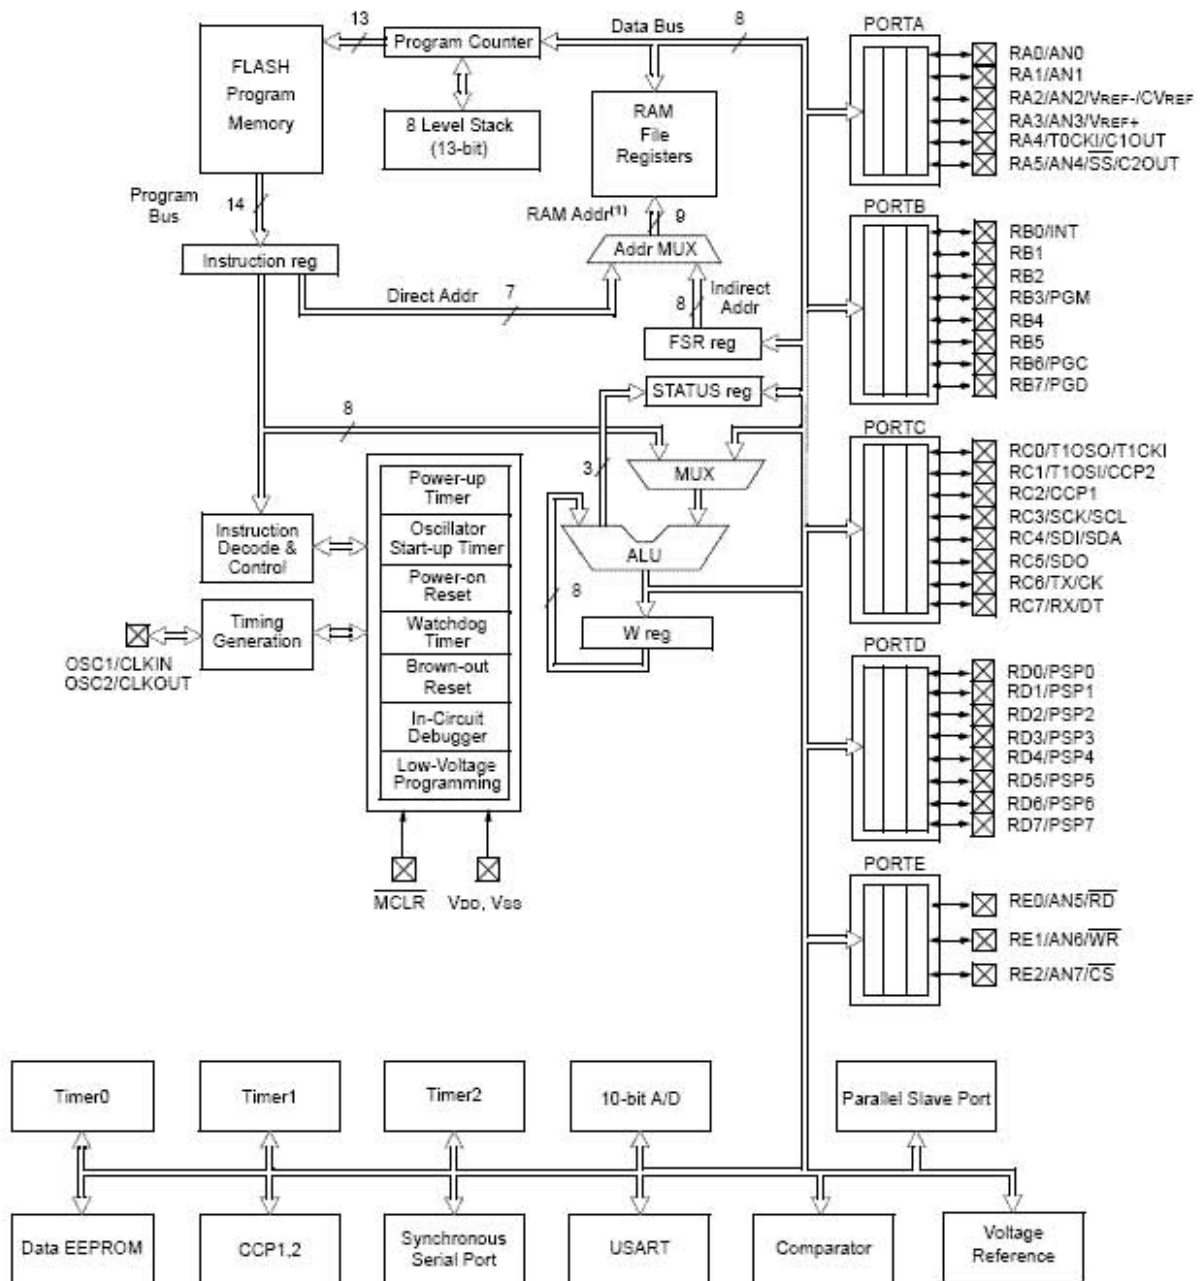 13
Program Counter
Data Bus
8
FLASH
Program
Memory
8 Level Stack
(13-bit)
RAM
File
Registers
Program
Bus
14
RAM Addr(1)
9
Addr MUX
Instruction reg
Direct Addr
7
8
Indirect
Addr
FSR reg
STATUS reg
8
3
MUX
ALU
8
W reg
Power-up
Timer
Oscillator
Start-up Timer
Power-on
Reset
Watchdog
Timer
Brown-out
Reset
In-Circuit
Debugger
Low-Voltage
Programming
Instruction
Decode &
Control
Timing
Generation
OSC1/CLKIN
OSC2/CLKOUT
M̅C̅L̅R̅
VDD, VSS
PORTA
RA0/AN0
RA1/AN1
RA2/AN2/VREF-/CVREF
RA3/AN3/VREF+
RA4/T0CKI/C1OUT
RA5/AN4/S̅S̅/C2OUT
PORTB
RB0/INT
RB1
RB2
RB3/PGM
RB4
RB5
RB6/PGC
RB7/PGD
PORTC
RC0/T1OSO/T1CKI
RC1/T1OSI/CCP2
RC2/CCP1
RC3/SCK/SCL
RC4/SDI/SDA
RC5/SDO
RC6/TX/CK
RC7/RX/DT
PORTD
RD0/PSP0
RD1/PSP1
RD2/PSP2
RD3/PSP3
RD4/PSP4
RD5/PSP5
RD6/PSP6
RD7/PSP7
PORTE
RE0/AN5/R̅D̅
RE1/AN6/W̅R̅
RE2/AN7/C̅S̅
Timer0
Timer1
Timer2
10-bit A/D
Parallel Slave Port
Data EEPROM
CCP1,2
Synchronous
Serial Port
USART
Comparator
Voltage
Reference